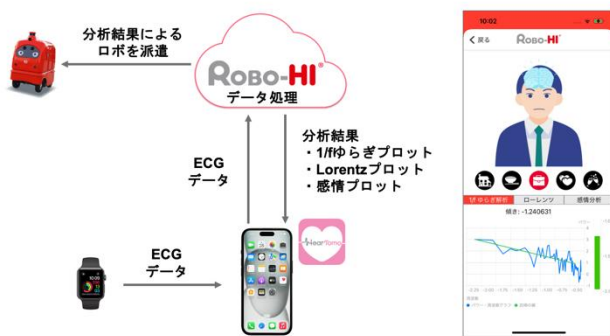 分析結果による
ロボを派遣
ROBO-HI
データ処理
ECG
データ
分析結果
・1/fゆらぎプロット
・Lorentzプロット
・感情プロット
ECG
データ
HearTomo
10:02
戻る
ROBO-HI
1/f ゆらぎ解析 ローレンツ 感情分析
傾き: -1.240631